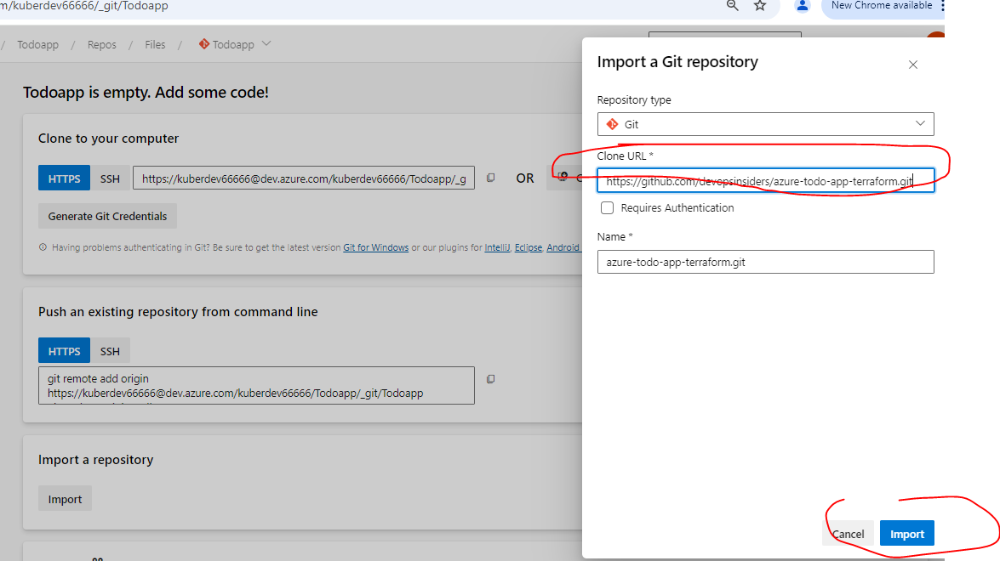 m/kuberdev66666/_git/Todoapp
New Chrome available
/ Todoapp / Repos / Files / Todoapp
Todoapp is empty. Add some code!
Clone to your computer
HTTPS SSH https://kuberdev66666@dev.azure.com/kuberdev66666/Todoapp/_g OR
Generate Git Credentials
Having problems authenticating in Git? Be sure to get the latest version Git for Windows or our plugins for IntelliJ, Eclipse, Android
Push an existing repository from command line
HTTPS SSH
git remote add origin
https://kuberdev66666@dev.azure.com/kuberdev66666/Todoapp/_git/Todoapp
Import a repository
Import
Import a Git repository
Repository type
Git
Clone URL *
https://github.com/devopsinsiders/azure-todo-app-terraform.git
Requires Authentication
Name *
azure-todo-app-terraform.git
Cancel Import